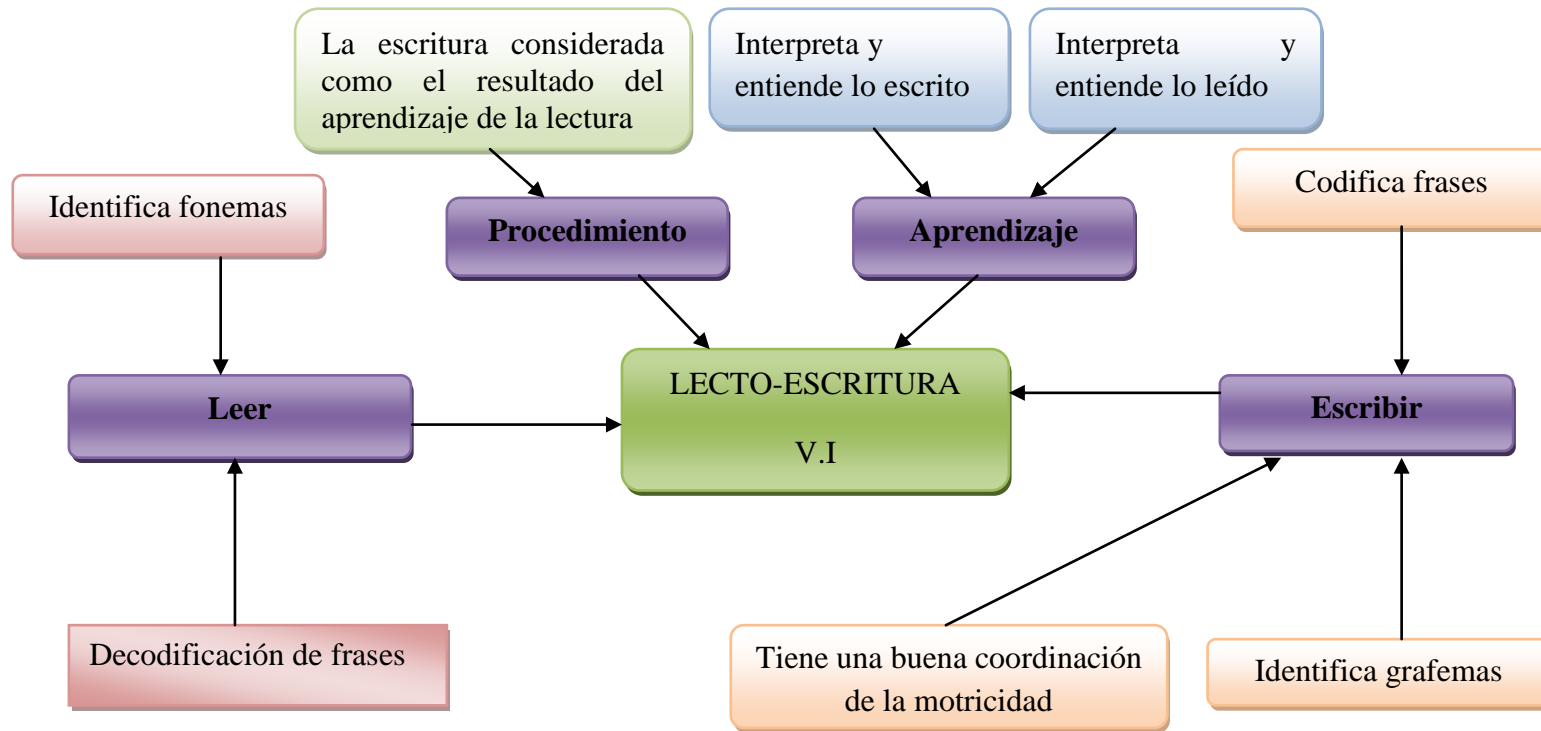 La escritura considerada
como el resultado del
aprendizaje de la lectura
Interpreta y
entiende lo escrito
Interpreta y
entiende lo leído
Codifica frases
Identifica fonemas
Procedimiento
Aprendizaje
LECTO-ESCRITURA
V.I
Leer
Escribir
Decodificación de frases
Tiene una buena coordinación
de la motricidad
Identifica grafemas